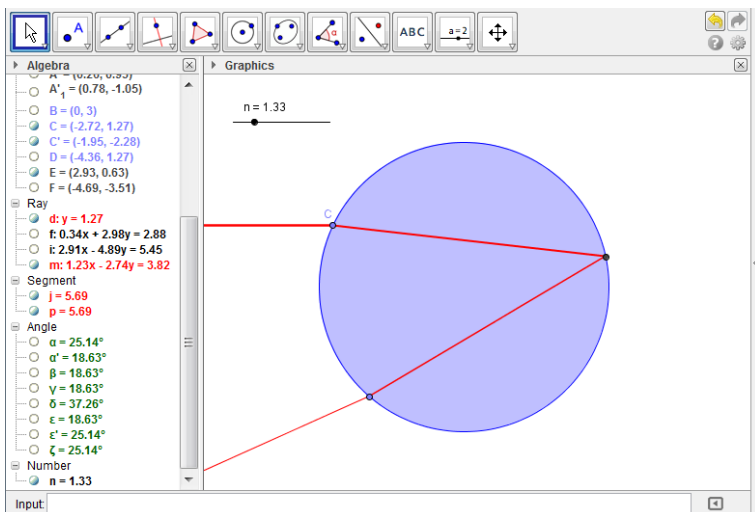 A
α
ABC
a=2
Algebra
Graphics
A' = (0.26, 0.95)
A'1 = (0.78, -1.05)
B = (0, 3)
C = (-2.72, 1.27)
C' = (-1.95, -2.28)
D = (-4.36, 1.27)
E = (2.93, 0.63)
F = (-4.69, -3.51)
Ray
d: y = 1.27
f: 0.34x + 2.98y = 2.88
i: 2.91x - 4.89y = 5.45
m: 1.23x - 2.74y = 3.82
Segment
j = 5.69
p = 5.69
Angle
α = 25.14°
α' = 18.63°
β = 18.63°
γ = 18.63°
δ = 37.26°
ε = 18.63°
ε' = 25.14°
ζ = 25.14°
Number
n = 1.33
n = 1.33
C
Input: